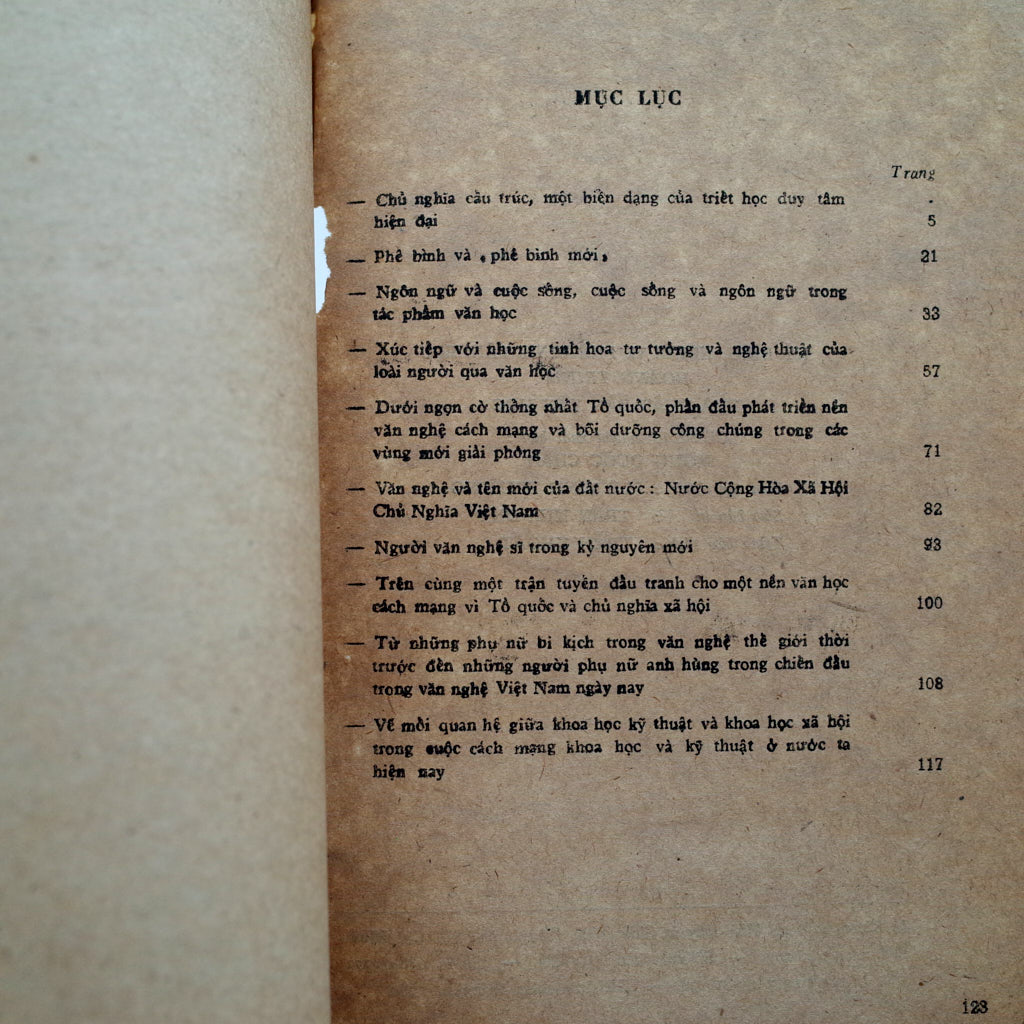 MỤC LỤC
Trang
— Chủ nghĩa cấu trúc, một biến dạng của triết học duy tâm
hiện đại 5
— Phê bình và «phê bình mới» 21
— Ngôn ngữ và cuộc sống, cuộc sống và ngôn ngữ trong
tác phẩm văn học 33
— Xúc tiếp với những tinh hoa tư tưởng và nghệ thuật của
loài người qua văn học 57
— Dưới ngọn cờ thống nhất Tổ quốc, phấn đấu phát triển nền
văn nghệ cách mạng và bồi dưỡng công chúng trong các
vùng mới giải phóng 71
— Văn nghệ và tên mới của đất nước : Nước Cộng Hòa Xã Hội
Chủ Nghĩa Việt Nam 82
— Người văn nghệ sĩ trong kỷ nguyên mới 93
— Trên cùng một trận tuyến đấu tranh cho một nền văn học
cách mạng vì Tổ quốc và chủ nghĩa xã hội 100
— Từ những phụ nữ bi kịch trong văn nghệ thế giới thời
trước đến những người phụ nữ anh hùng trong chiến đấu
trong văn nghệ Việt Nam ngày nay 108
— Về mối quan hệ giữa khoa học kỹ thuật và khoa học xã hội
trong cuộc cách mạng khoa học và kỹ thuật ở nước ta
hiện nay 117
123